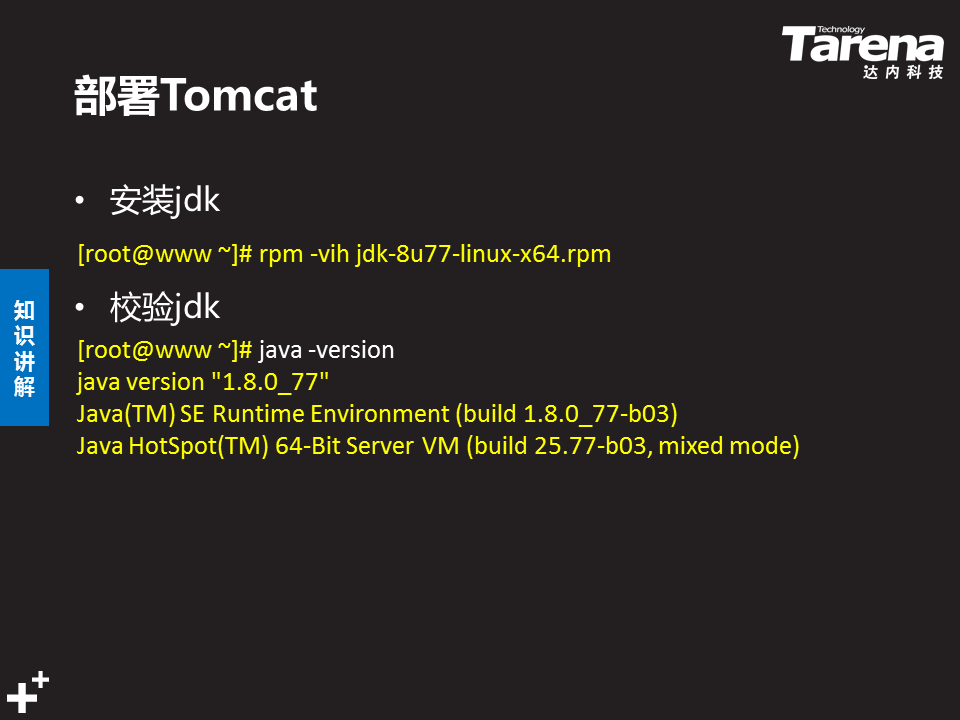 Technology
Tarena
达内科技
部署Tomcat
• 安装jdk
[root@www ~]# rpm -vih jdk-8u77-linux-x64.rpm
• 校验jdk
[root@www ~]# java -version
java version "1.8.0_77"
Java(TM) SE Runtime Environment (build 1.8.0_77-b03)
Java HotSpot(TM) 64-Bit Server VM (build 25.77-b03, mixed mode)
知识讲解